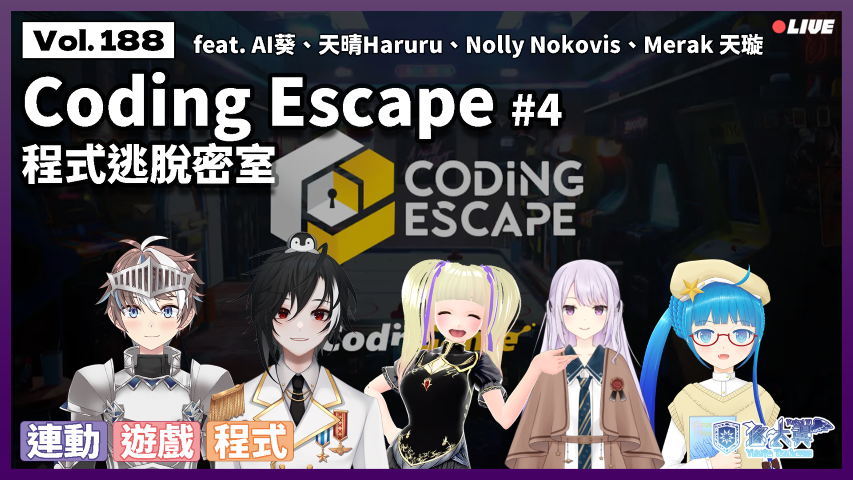 Vol. 188
feat. AI葵、天晴Haruru、Nolly Nokovis、Merak 天璇
LIVE
Coding Escape #4
程式逃脫密室
CODING
ESCAPE
連動
遊戲
程式